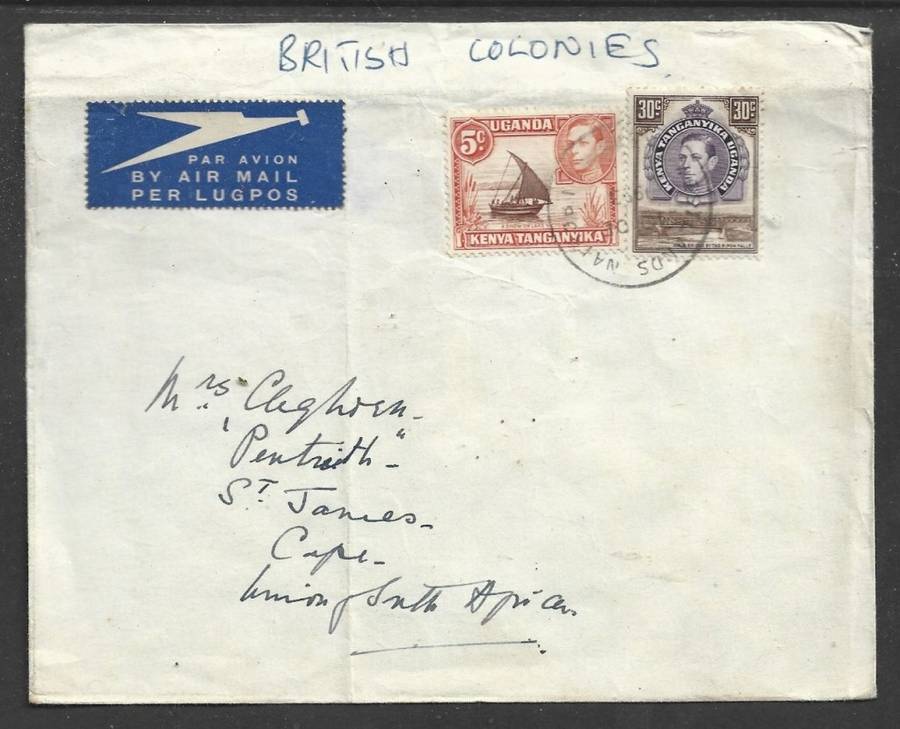 BRITISH COLONIES
PAR AVION
BY AIR MAIL
PER LUGPOS
5c.
UGANDA
KENYA TANGANYIKA
30c 30c
KENYA TANGANYIKA UGANDA
Mrs. Cleghorn.
"Pentrith"
St. James.
Cape.
Union of South Africa.